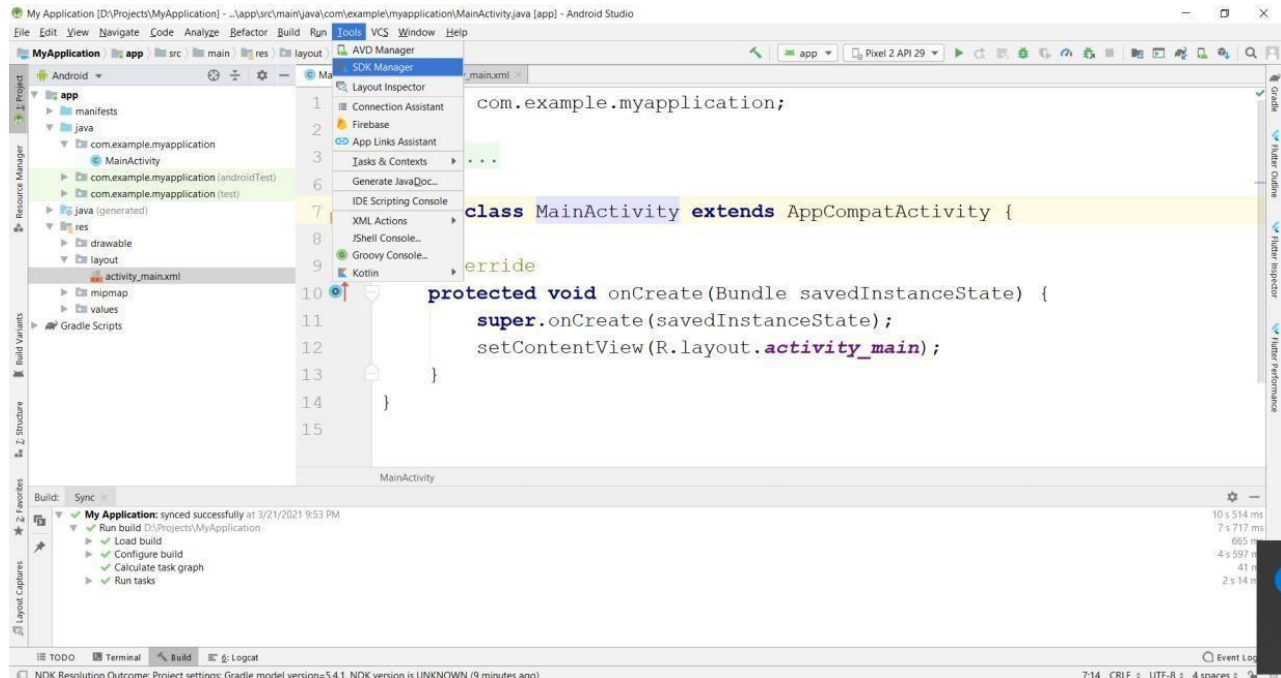 My Application [D:\Projects\MyApplication] - ...\app\src\main\java\com\example\myapplication\MainActivity.java [app] - Android Studio
File Edit View Navigate Code Analyze Refactor Build Run Tools VCS Window Help
MyApplication app src main res layout
app Pixel 2 API 29
AVD Manager
SDK Manager
Layout Inspector
Connection Assistant
Firebase
App Links Assistant
Tasks & Contexts
Generate JavaDoc...
IDE Scripting Console
XML Actions
JShell Console...
Groovy Console...
Kotlin
Android
Ma
_main.xml
app
manifests
java
com.example.myapplication
MainActivity
com.example.myapplication (androidTest)
com.example.myapplication (test)
java (generated)
res
drawable
layout
activity_main.xml
mipmap
values
Gradle Scripts
1 com.example.myapplication;
2
3 ...
6
7 class MainActivity extends AppCompatActivity {
8
9 erride
10 protected void onCreate(Bundle savedInstanceState) {
11 super.onCreate(savedInstanceState);
12 setContentView(R.layout.activity_main);
13 }
14 }
15
MainActivity
1: Project
Resource Manager
Build Variants
7: Structure
2: Favorites
Layout Captures
Gradle
Flutter Outline
Flutter Inspector
Flutter Performance
Build: Sync
My Application: synced successfully at 3/21/2021 9:53 PM 10 s 514 ms
Run build D:\Projects\MyApplication 7 s 717 ms
Load build 665 m
Configure build 4 s 597 m
Calculate task graph 41 m
Run tasks 2 s 14 m
TODO Terminal Build 6: Logcat Event Log
NDK Resolution Outcome: Project settings: Gradle model version=5.4.1, NDK version is UNKNOWN (9 minutes ago) 7:14 CRLF UTF-8 4 spaces